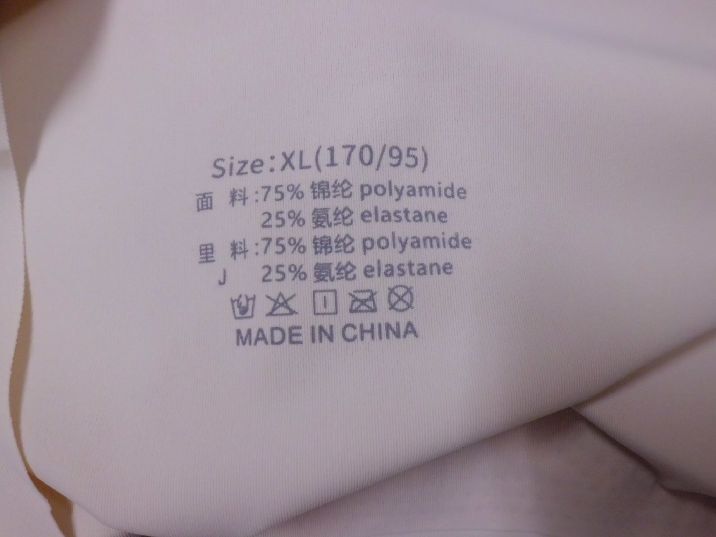 Size:XL(170/95)
面 料:75% 锦纶 polyamide
25% 氨纶 elastane
里 料:75% 锦纶 polyamide
J 25% 氨纶 elastane
MADE IN CHINA